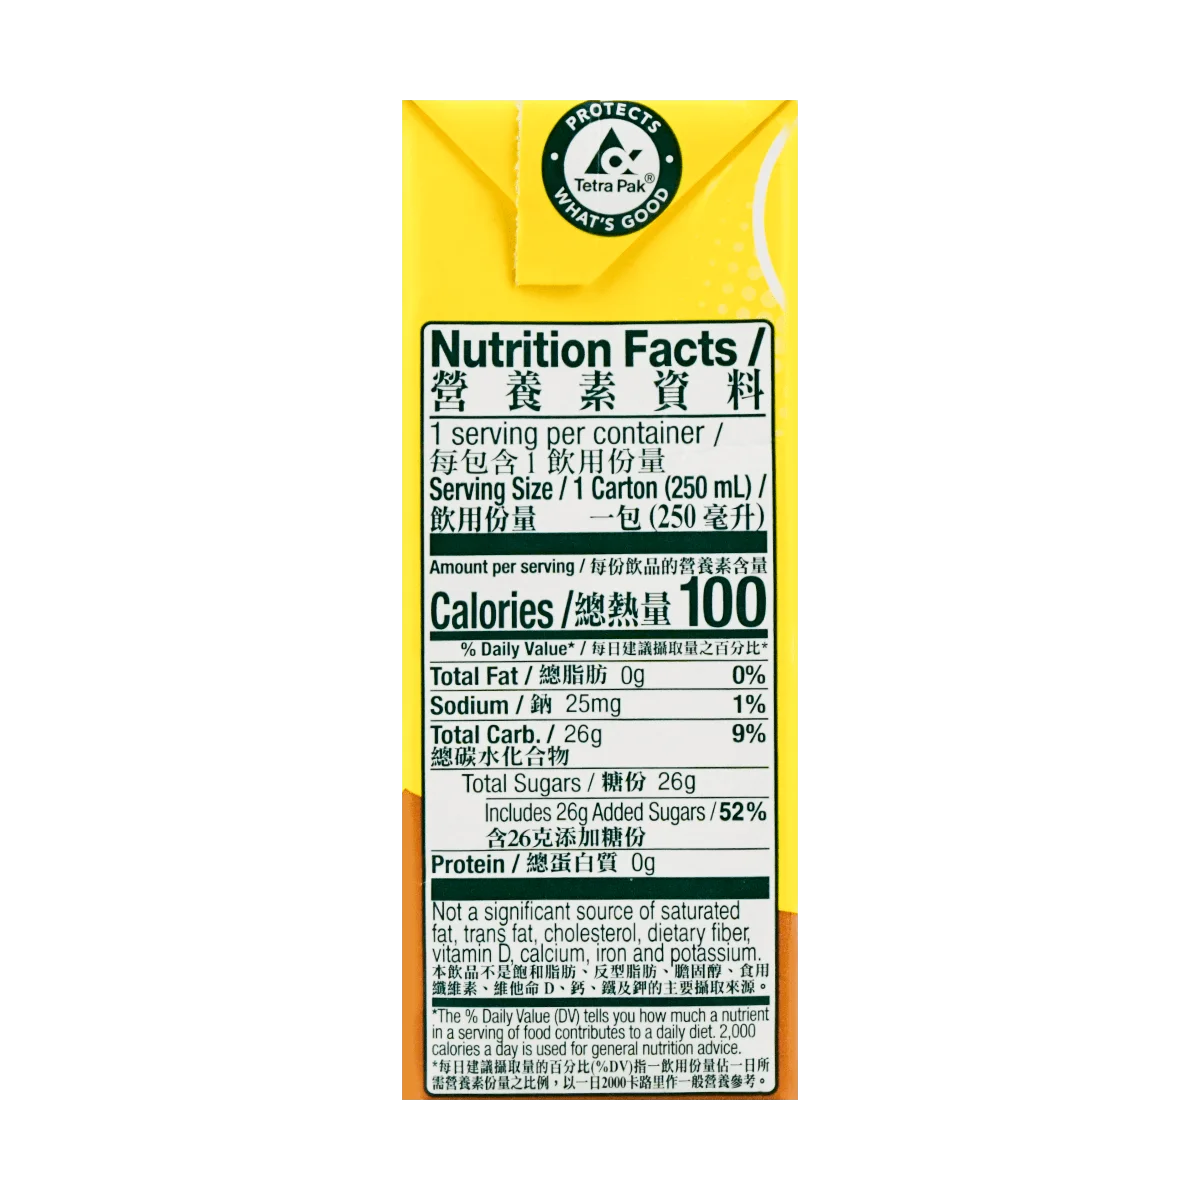 PROTECTS
Tetra Pak®
WHAT'S GOOD
Nutrition Facts /
營養素資料
1 serving per container /
每包含1飲用份量
Serving Size / 1 Carton (250 mL) /
飲用份量 一包 (250 毫升)
Amount per serving / 每份飲品的營養素含量
Calories /總熱量 100
% Daily Value* / 每日建議攝取量之百分比*
Total Fat / 總脂肪 0g 0%
Sodium / 鈉 25mg 1%
Total Carb. / 26g 9%
總碳水化合物
Total Sugars / 糖份 26g
Includes 26g Added Sugars / 52%
含26克添加糖份
Protein / 總蛋白質 0g
Not a significant source of saturated
fat, trans fat, cholesterol, dietary fiber,
vitamin D, calcium, iron and potassium.
本飲品不是飽和脂肪、反型脂肪、膽固醇、食用
纖維素、維他命 D、鈣、鐵及鉀的主要攝取來源。
*The % Daily Value (DV) tells you how much a nutrient
in a serving of food contributes to a daily diet. 2,000
calories a day is used for general nutrition advice.
*每日建議攝取量的百分比(%DV)指一飲用份量佔一日所
需營養素份量之比例，以一日2000卡路里作一般營養參考。